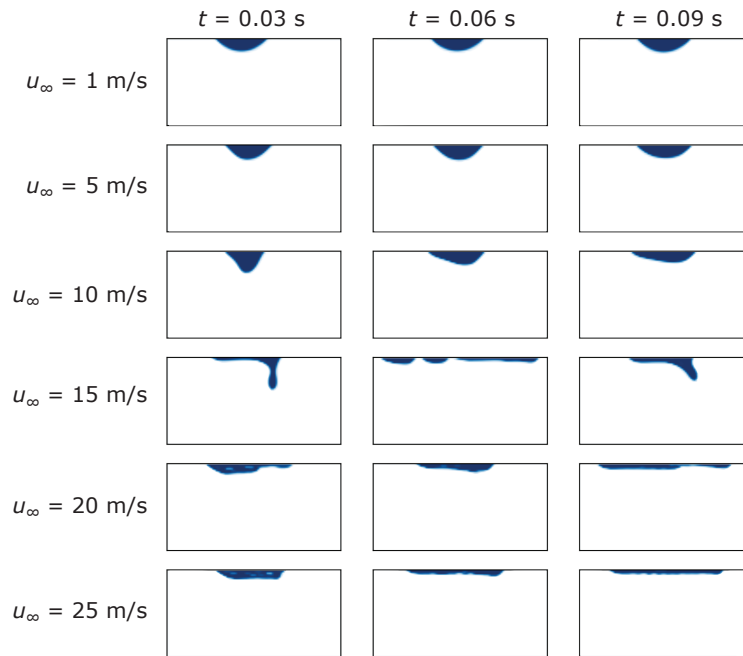 t = 0.03 s t = 0.06 s t = 0.09 s
u∞ = 1 m/s
u∞ = 5 m/s
u∞ = 10 m/s
u∞ = 15 m/s
u∞ = 20 m/s
u∞ = 25 m/s